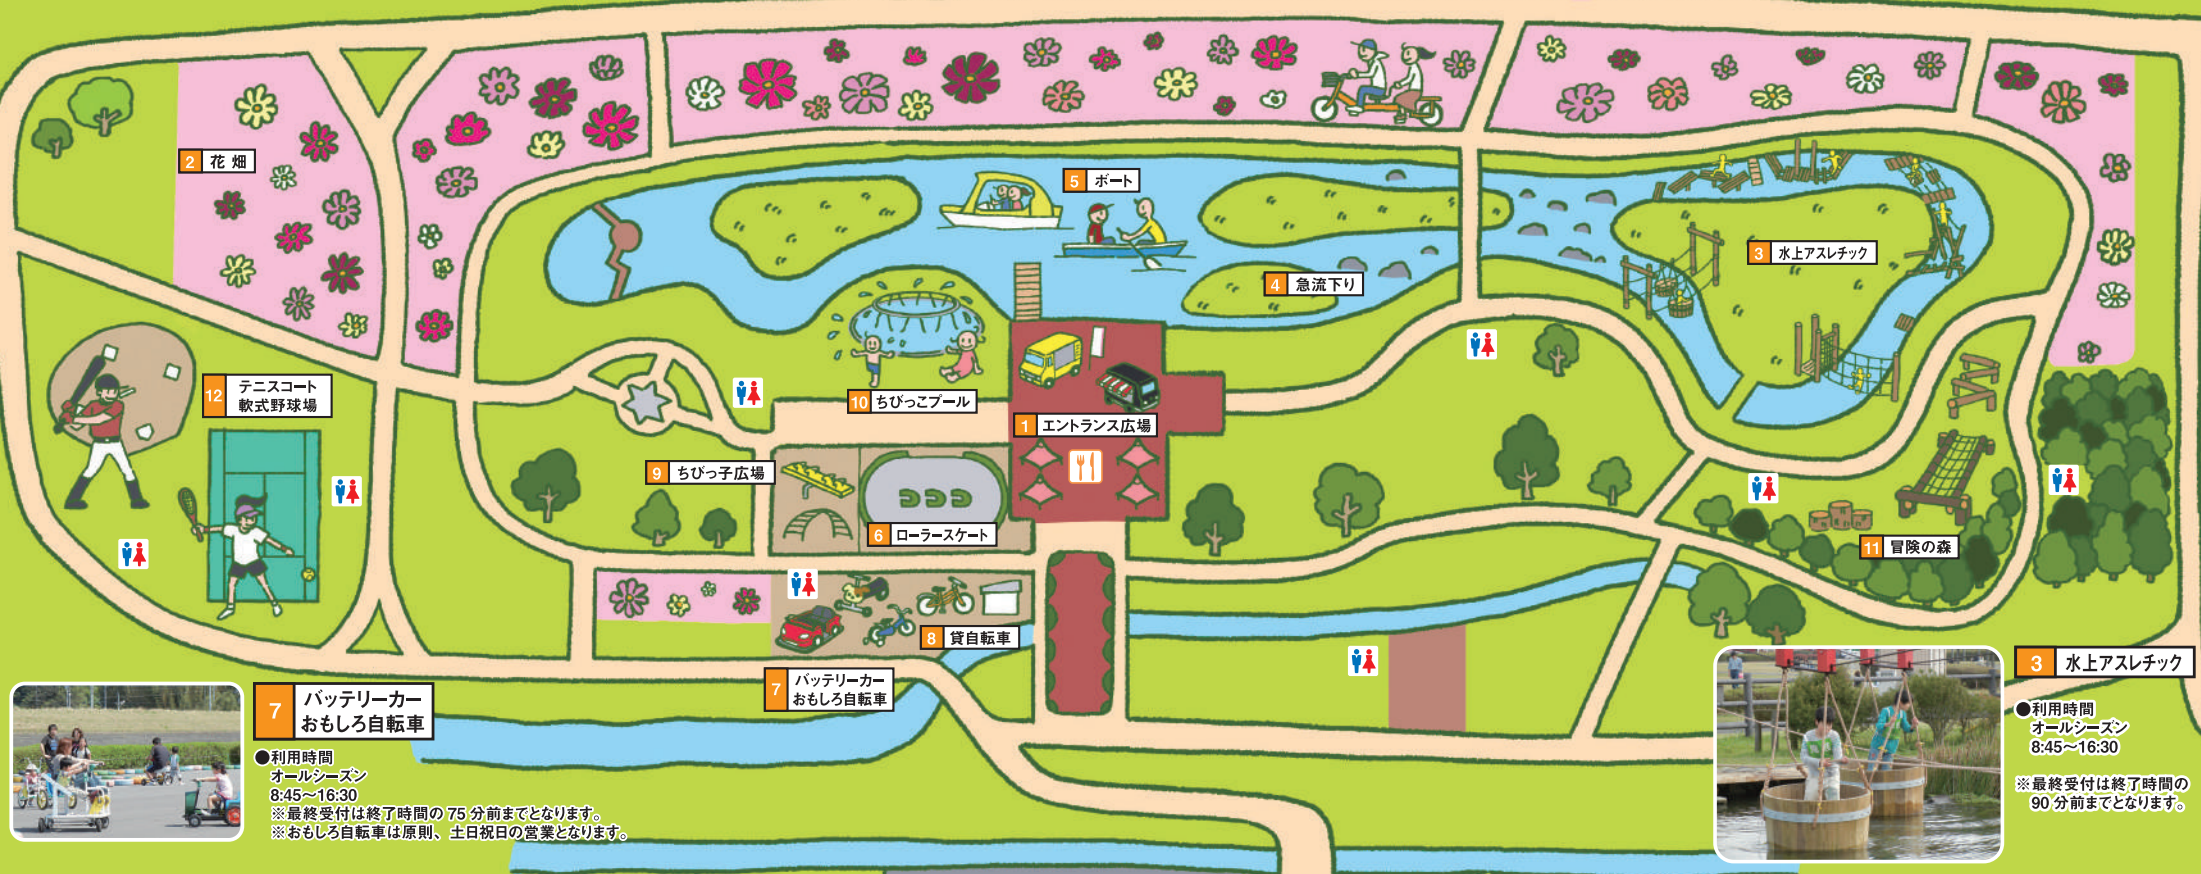 2 花畑
5 ボート
3 水上アスレチック
4 急流下り
12 テニスコート
軟式野球場
10 ちびっこプール
1 エントランス広場
9 ちびっ子広場
6 ローラースケート
11 冒険の森
8 貸自転車
7 バッテリーカー
おもしろ自転車
7 バッテリーカー
おもしろ自転車
●利用時間
オールシーズン
8:45～16:30
※最終受付は終了時間の75分前までとなります。
※おもしろ自転車は原則、土日祝日の営業となります。
3 水上アスレチック
●利用時間
オールシーズン
8:45～16:30
※最終受付は終了時間の
90分前までとなります。